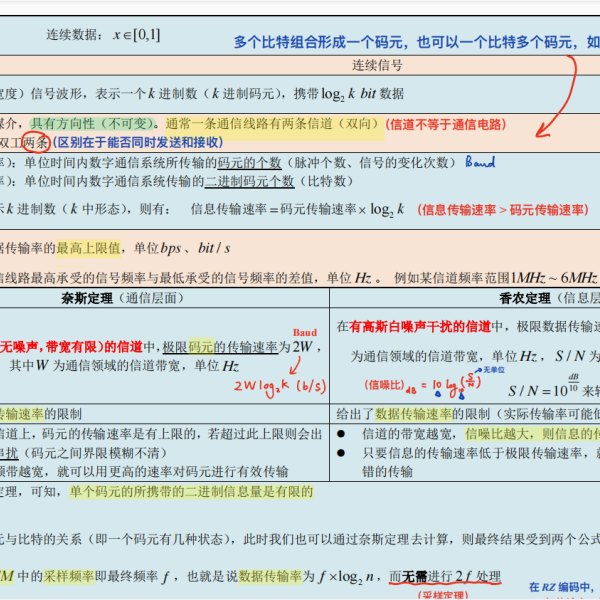 连续数据： x∈[0,1]
多个比特组合形成一个码元，也可以一个比特多个码元，如
连续信号
宽度）信号波形，表示一个 k 进制数（k 进制码元），携带 log₂ k bit 数据
媒介，具有方向性（不可变）。通常一条通信线路有两条信道（双向）（信道不等于通信电路）
双工两条（区别在于能否同时发送和接收）
率）：单位时间内数字通信系统所传输的码元的个数（脉冲个数、信号的变化次数） Baud
率）：单位时间内数字通信系统传输的二进制码元个数（比特数）
示 k 进制数（k 中形态），则有： 信息传输速率＝码元传输速率× log₂ k （信息传输速率 > 码元传输速率）
据传输率的最高上限值，单位 bps 、 bit / s
信线路最高承受的信号频率与最低承受的信号频率的差值，单位 Hz 。 例如某信道频率范围1MHz ~ 6MHz
奈斯定理（通信层面）
Baud
无噪声，带宽有限）的信道中，极限码元的传输速率为2W ，
其中W 为通信领域的信道带宽，单位 Hz
2Wlog₂k (b/s)
传输速率的限制
信道上，码元的传输速率是有上限的，若超过此上限则会出
串扰（码元之间界限模糊不清）
频带越宽，就可以用更高的速率对码元进行有效传输
香农定理（信息层
在有高斯白噪声干扰的信道中，极限数据传输速
为通信领域的信道带宽，单位 Hz ， S / N 为
无单位
（信噪比）dB = 10 log₁₀(S/N)
S / N = 10^(dB/10) 来转
给出了数据传输速率的限制（实际传输率可能低
● 信道的带宽越宽，信噪比越大，则信息的传
● 只要信息的传输速率低于极限传输速率，就
错的传输
定理，可知，单个码元的所携带的二进制信息量是有限的
元与比特的关系（即一个码元有几种状态），此时我们也可以通过奈斯定理去计算，则最终结果受到两个公式
M 中的采样频率即最终频率 f ，也就是说数据传输速率为 f × log₂ n ，而无需进行 2f 处理
（采样定理）
在 RZ 编码中，